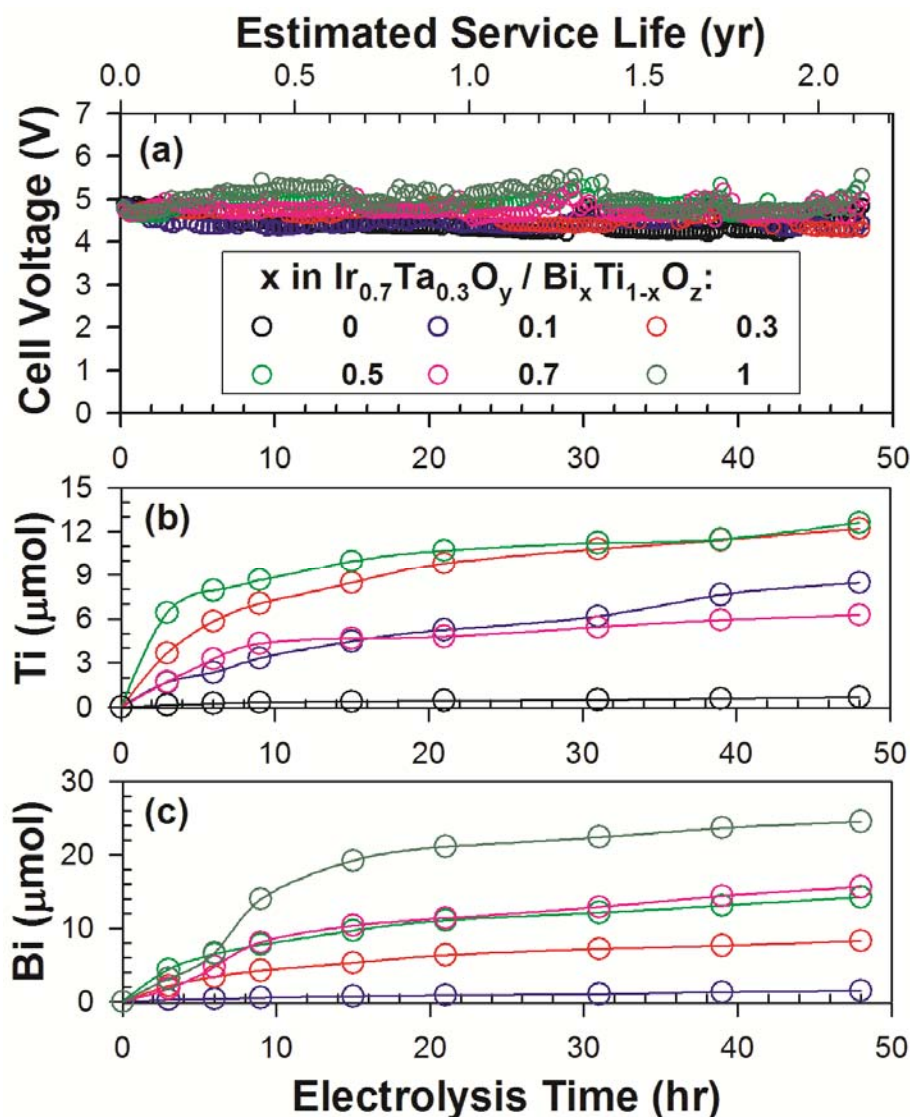 Estimated Service Life (yr)
0.0 0.5 1.0 1.5 2.0
Cell Voltage (V)
7
6
5
4
3
2
1
0
(a)
x in Ir0.7Ta0.3Oy / BixTi1-xOz:
0 0.1 0.3
0.5 0.7 1
0 10 20 30 40 50
Ti (μmol)
15
12
9
6
3
0
(b)
0 10 20 30 40 50
Bi (μmol)
30
20
10
0
(c)
0 10 20 30 40 50
Electrolysis Time (hr)